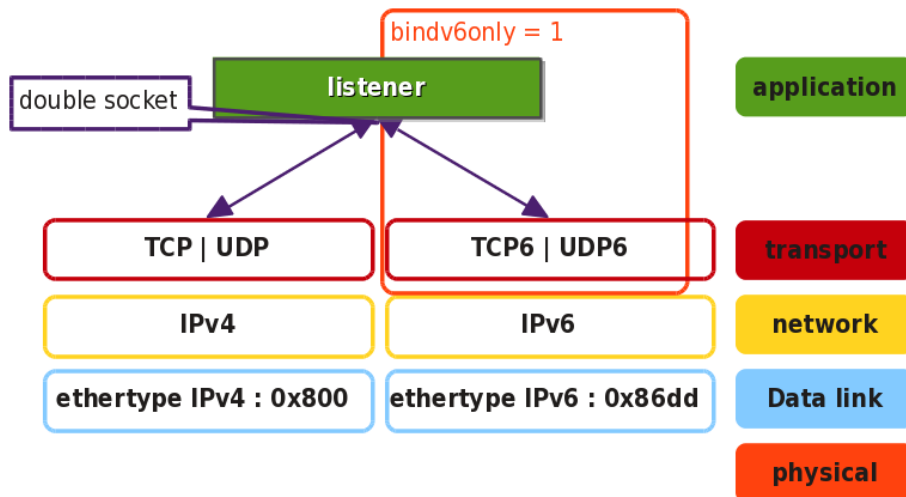 bindv6only = 1
listener
application
double socket
TCP | UDP
TCP6 | UDP6
transport
IPv4
IPv6
network
ethertype IPv4 : 0x800
ethertype IPv6 : 0x86dd
Data link
physical